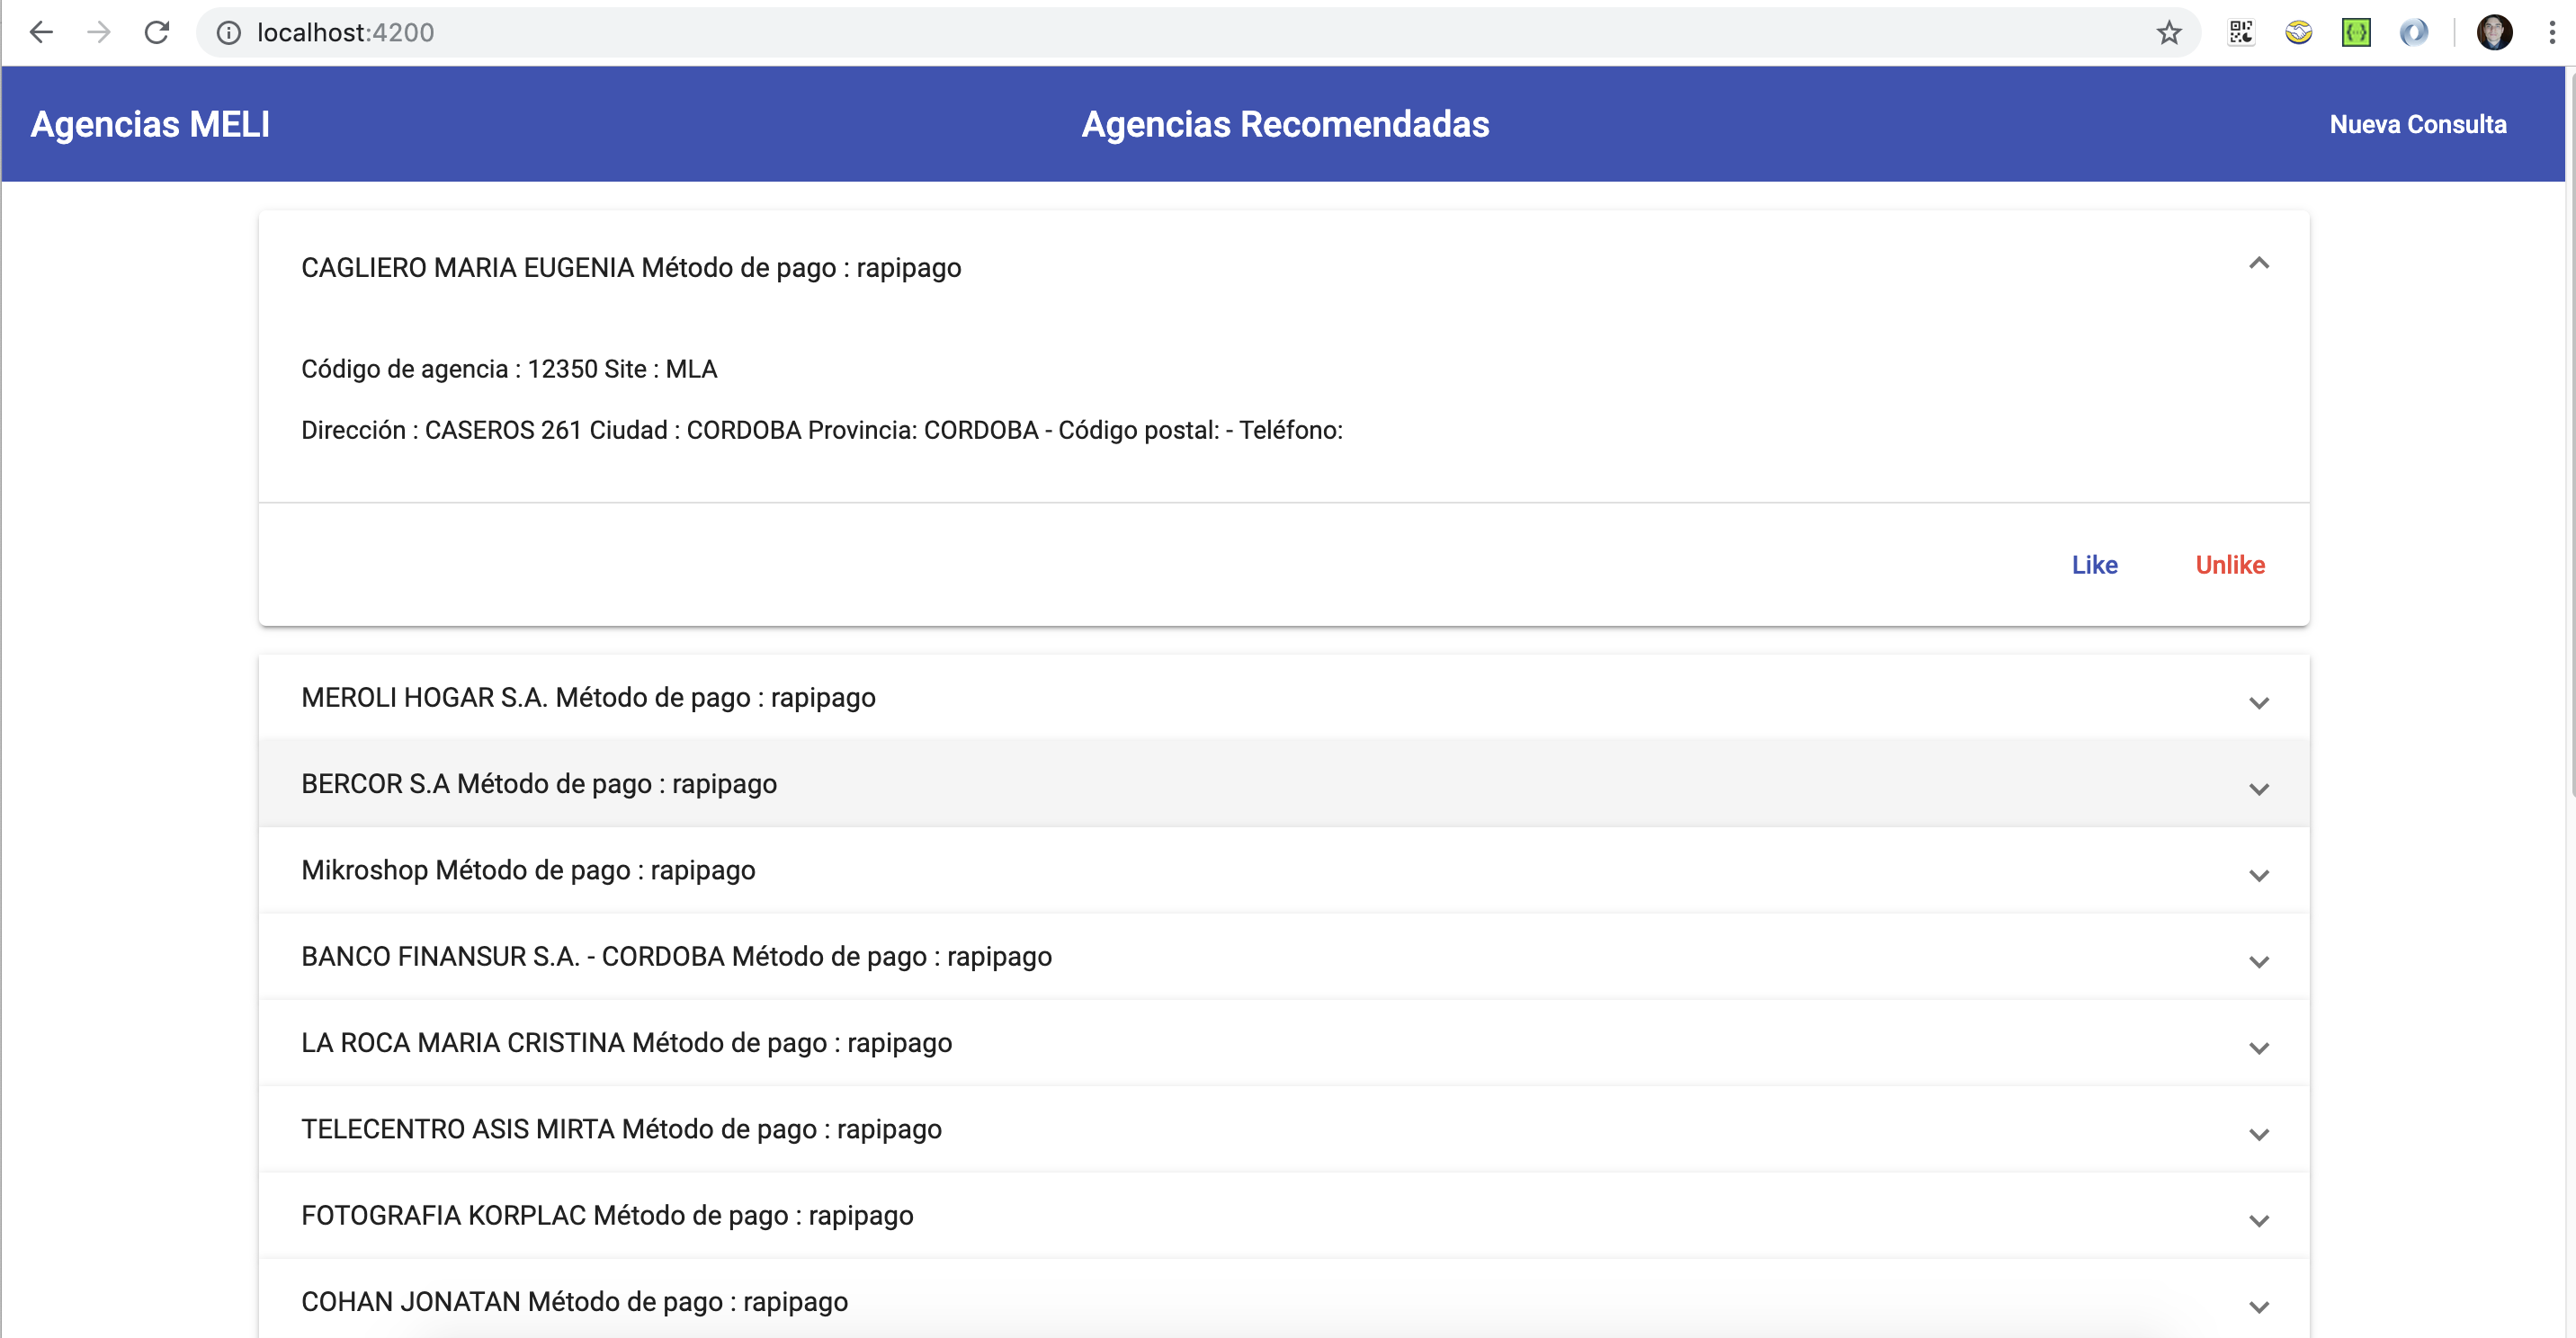 localhost:4200
Agencias MELI Agencias Recomendadas Nueva Consulta
CAGLIERO MARIA EUGENIA Método de pago : rapipago
Código de agencia : 12350 Site : MLA
Dirección : CASEROS 261 Ciudad : CORDOBA Provincia: CORDOBA - Código postal: - Teléfono:
Like Unlike
MEROLI HOGAR S.A. Método de pago : rapipago
BERCOR S.A Método de pago : rapipago
Mikroshop Método de pago : rapipago
BANCO FINANSUR S.A. - CORDOBA Método de pago : rapipago
LA ROCA MARIA CRISTINA Método de pago : rapipago
TELECENTRO ASIS MIRTA Método de pago : rapipago
FOTOGRAFIA KORPLAC Método de pago : rapipago
COHAN JONATAN Método de pago : rapipago